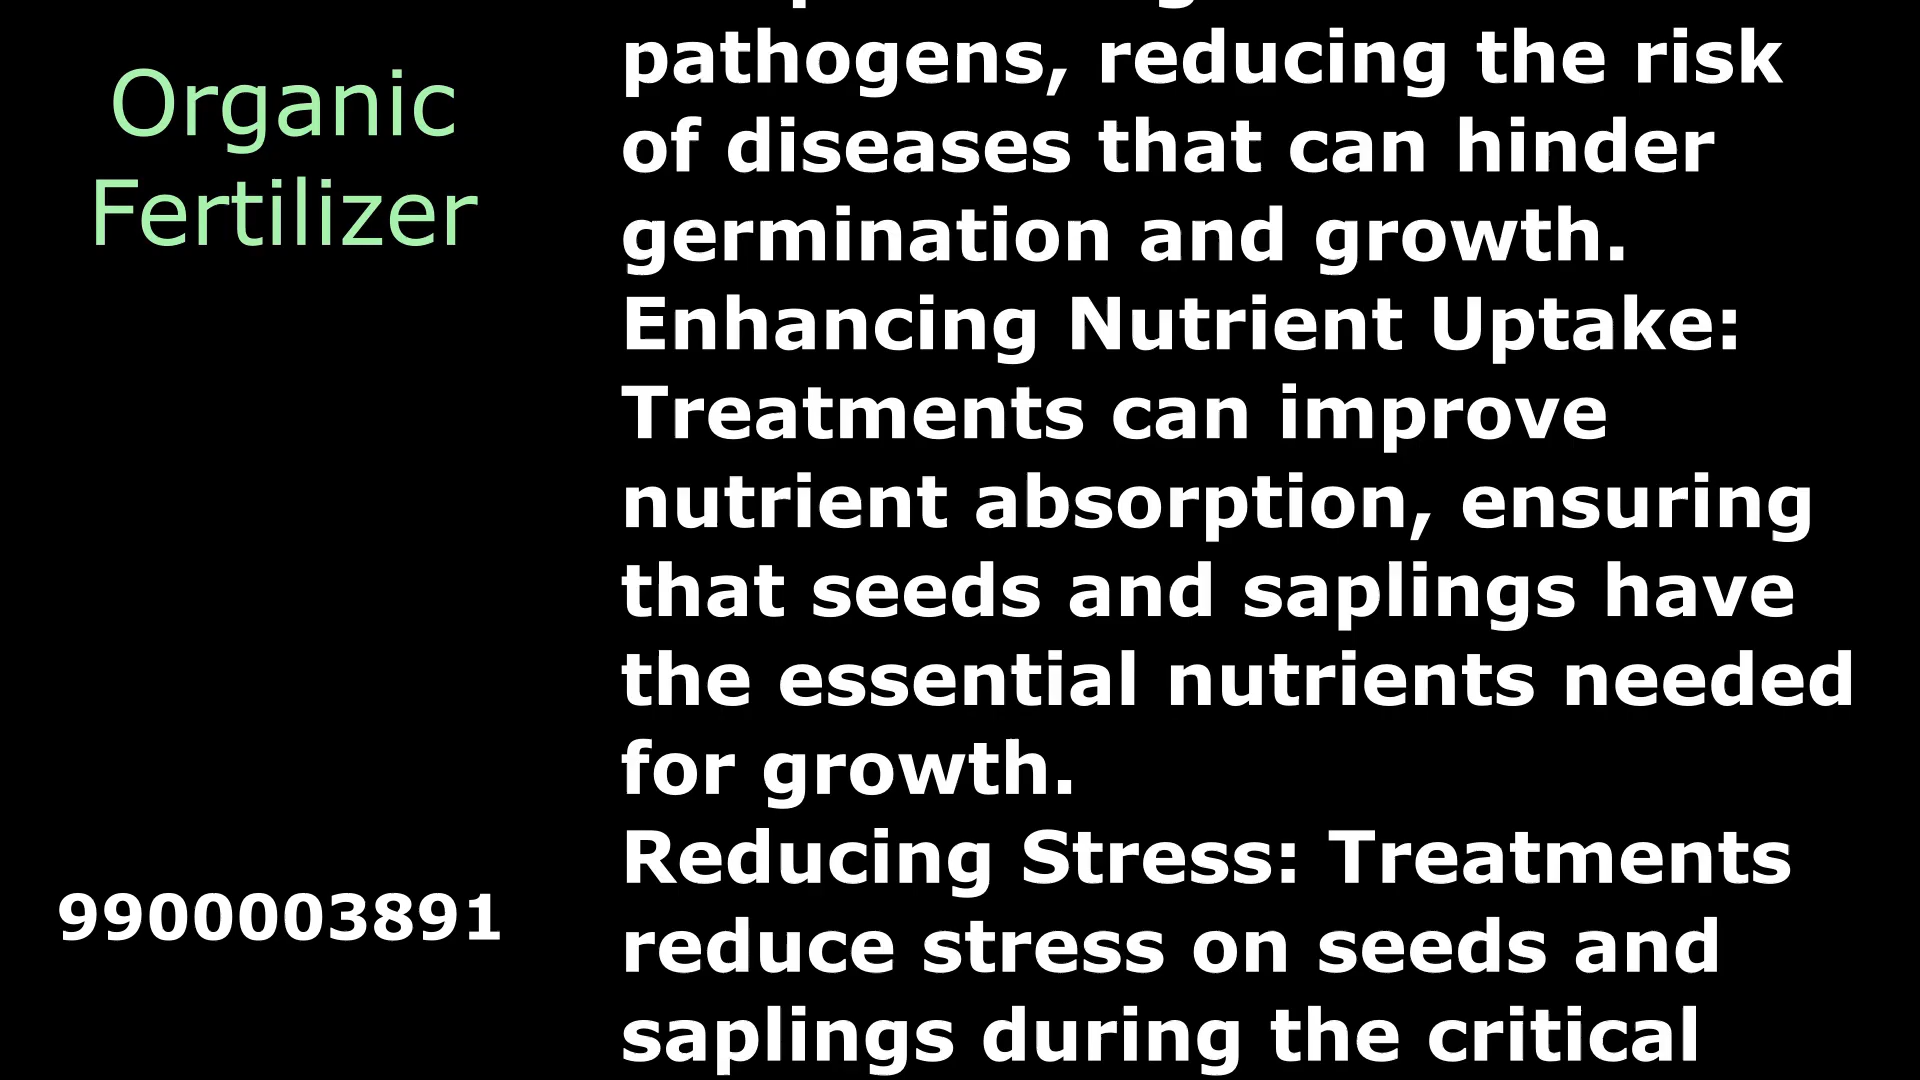 Organic
Fertilizer
9900003891
pathogens, reducing the risk
of diseases that can hinder
germination and growth.
Enhancing Nutrient Uptake:
Treatments can improve
nutrient absorption, ensuring
that seeds and saplings have
the essential nutrients needed
for growth.
Reducing Stress: Treatments
reduce stress on seeds and
saplings during the critical